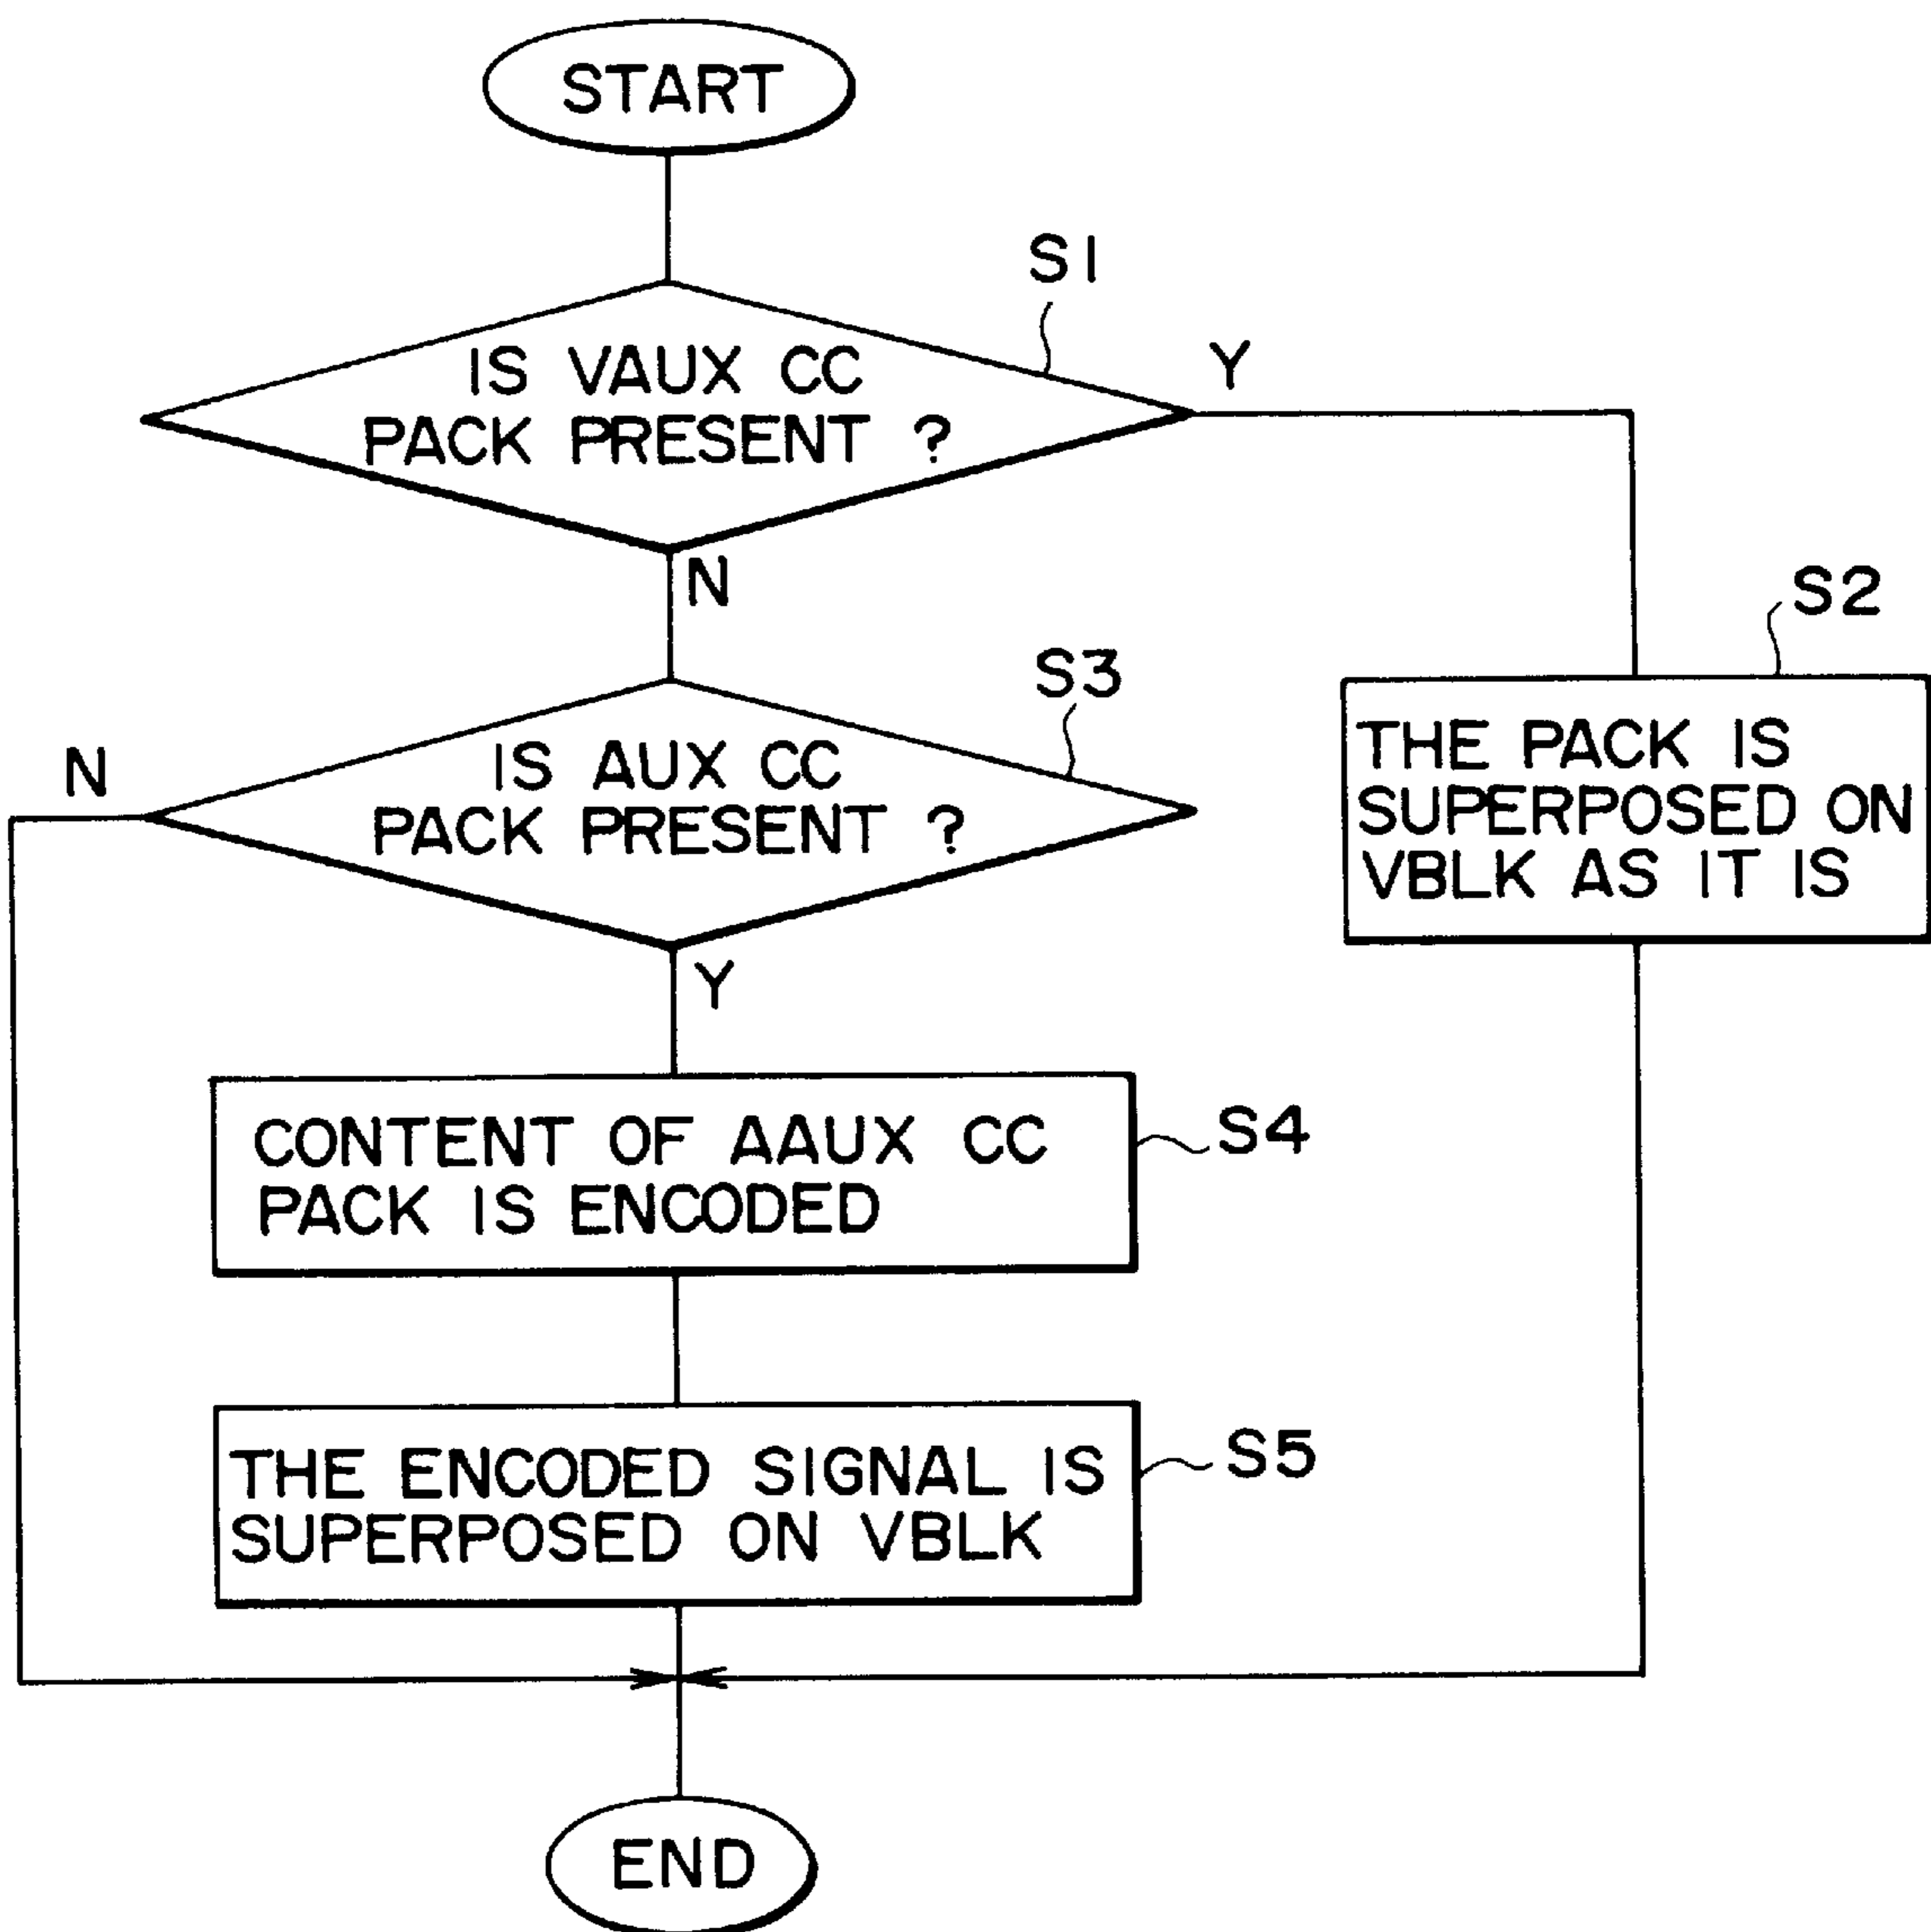 START
S1
IS VAUX CC
PACK PRESENT ?
Y
N
S2
THE PACK IS
SUPERPOSED ON
VBLK AS IT IS
S3
IS AUX CC
PACK PRESENT ?
N
Y
CONTENT OF AAUX CC
PACK IS ENCODED
S4
THE ENCODED SIGNAL IS
SUPERPOSED ON VBLK
S5
END